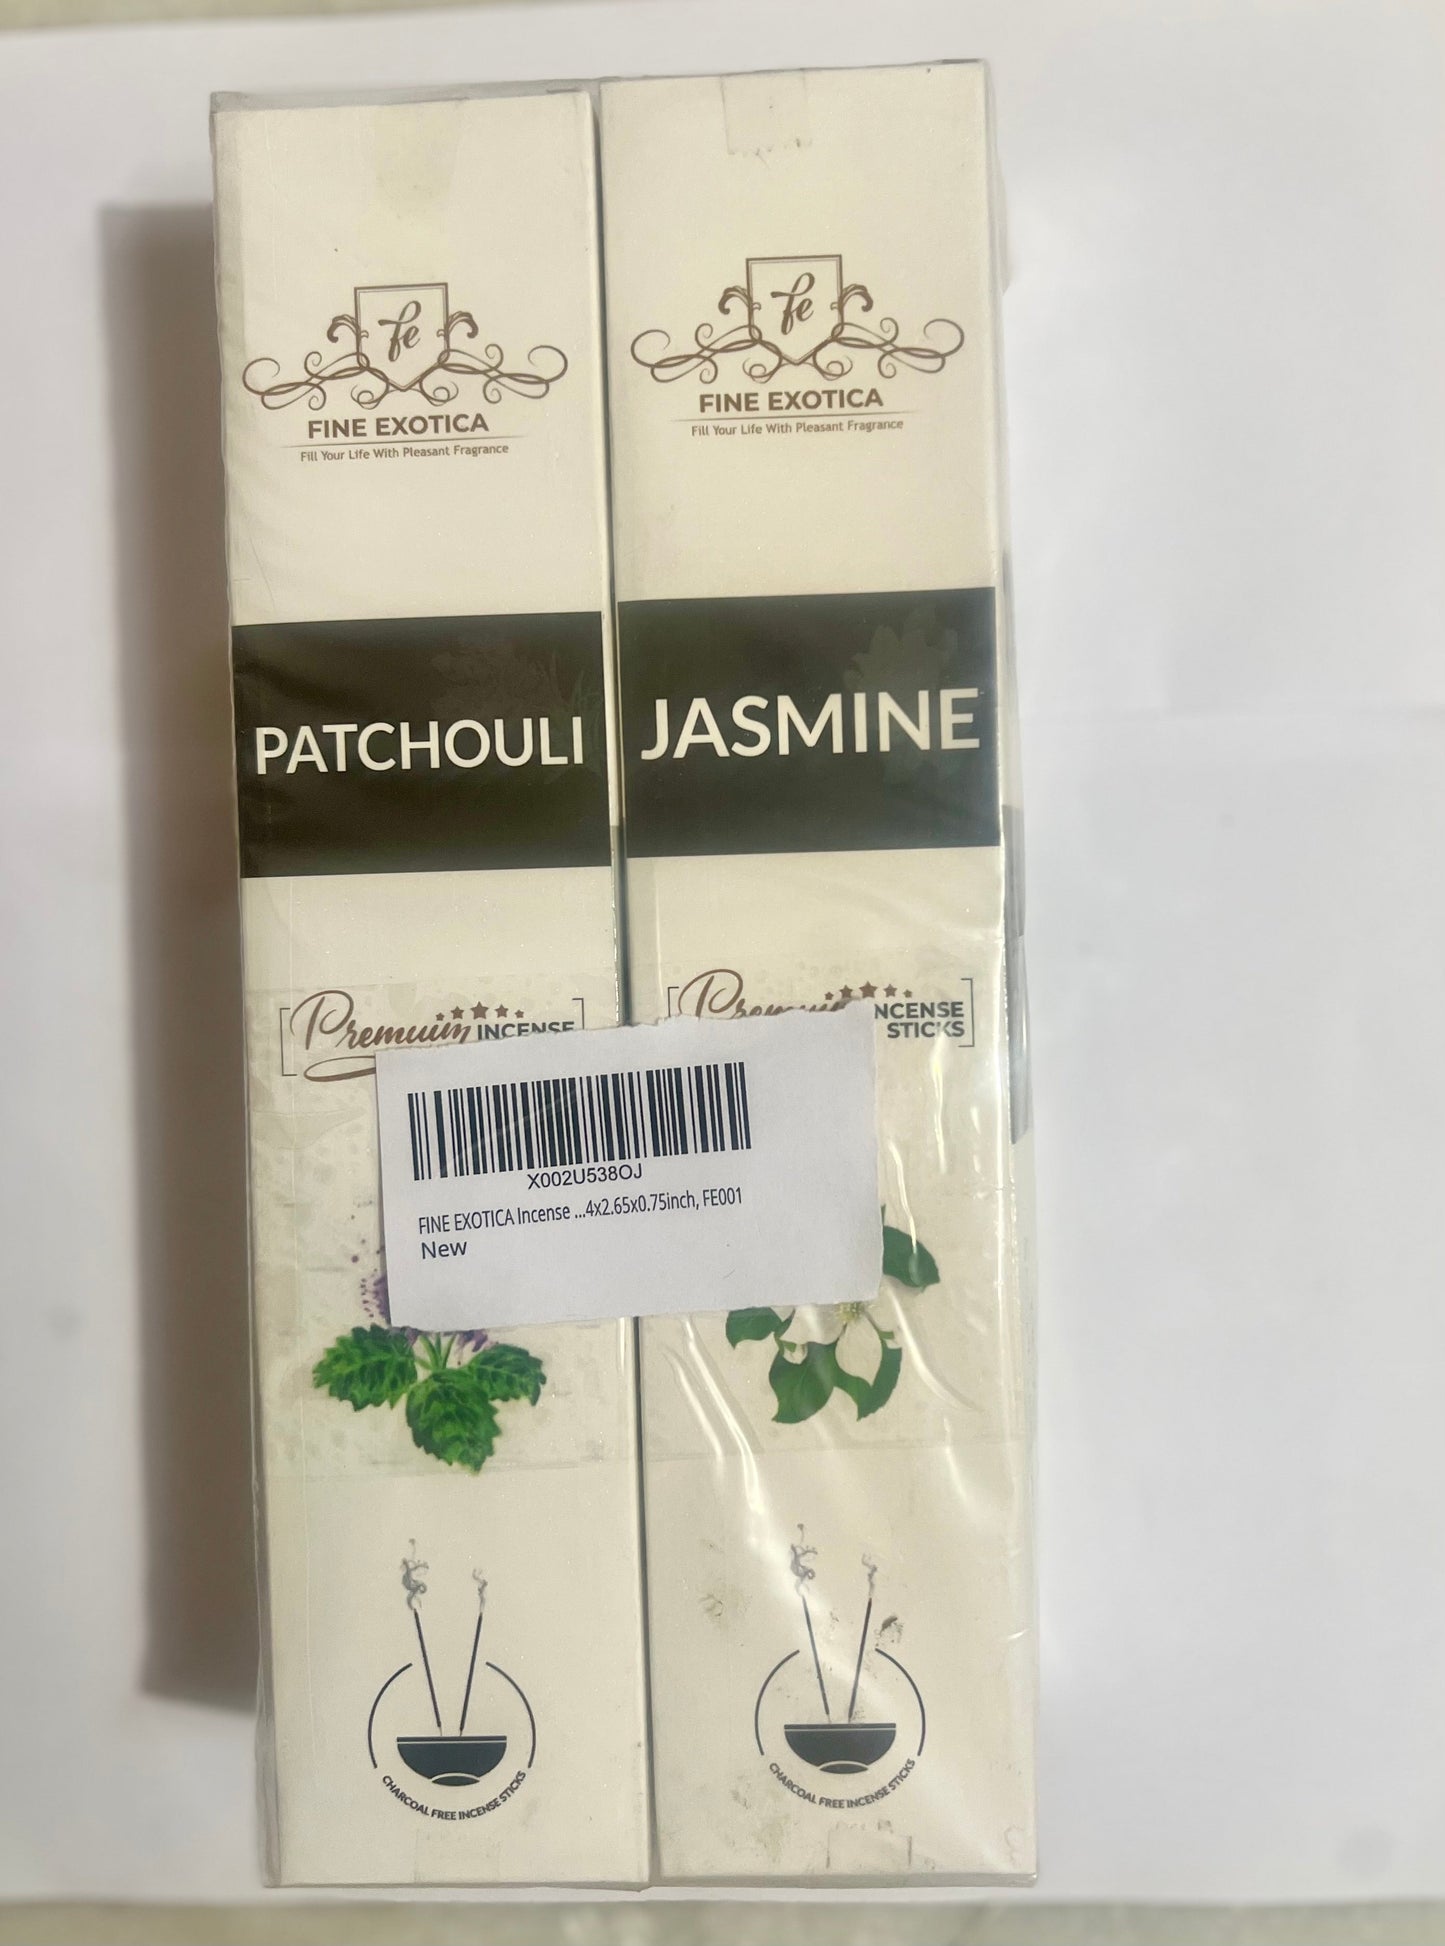 fe
FINE EXOTICA
Fill Your Life With Pleasant Fragrance
PATCHOULI
Premium INCENSE
CHARCOAL FREE INCENSE STICKS
fe
FINE EXOTICA
Fill Your Life With Pleasant Fragrance
JASMINE
NCENSE
STICKS
CHARCOAL FREE INCENSE STICKS
X002U538OJ
FINE EXOTICA Incense ...4x2.65x0.75inch, FE001
New